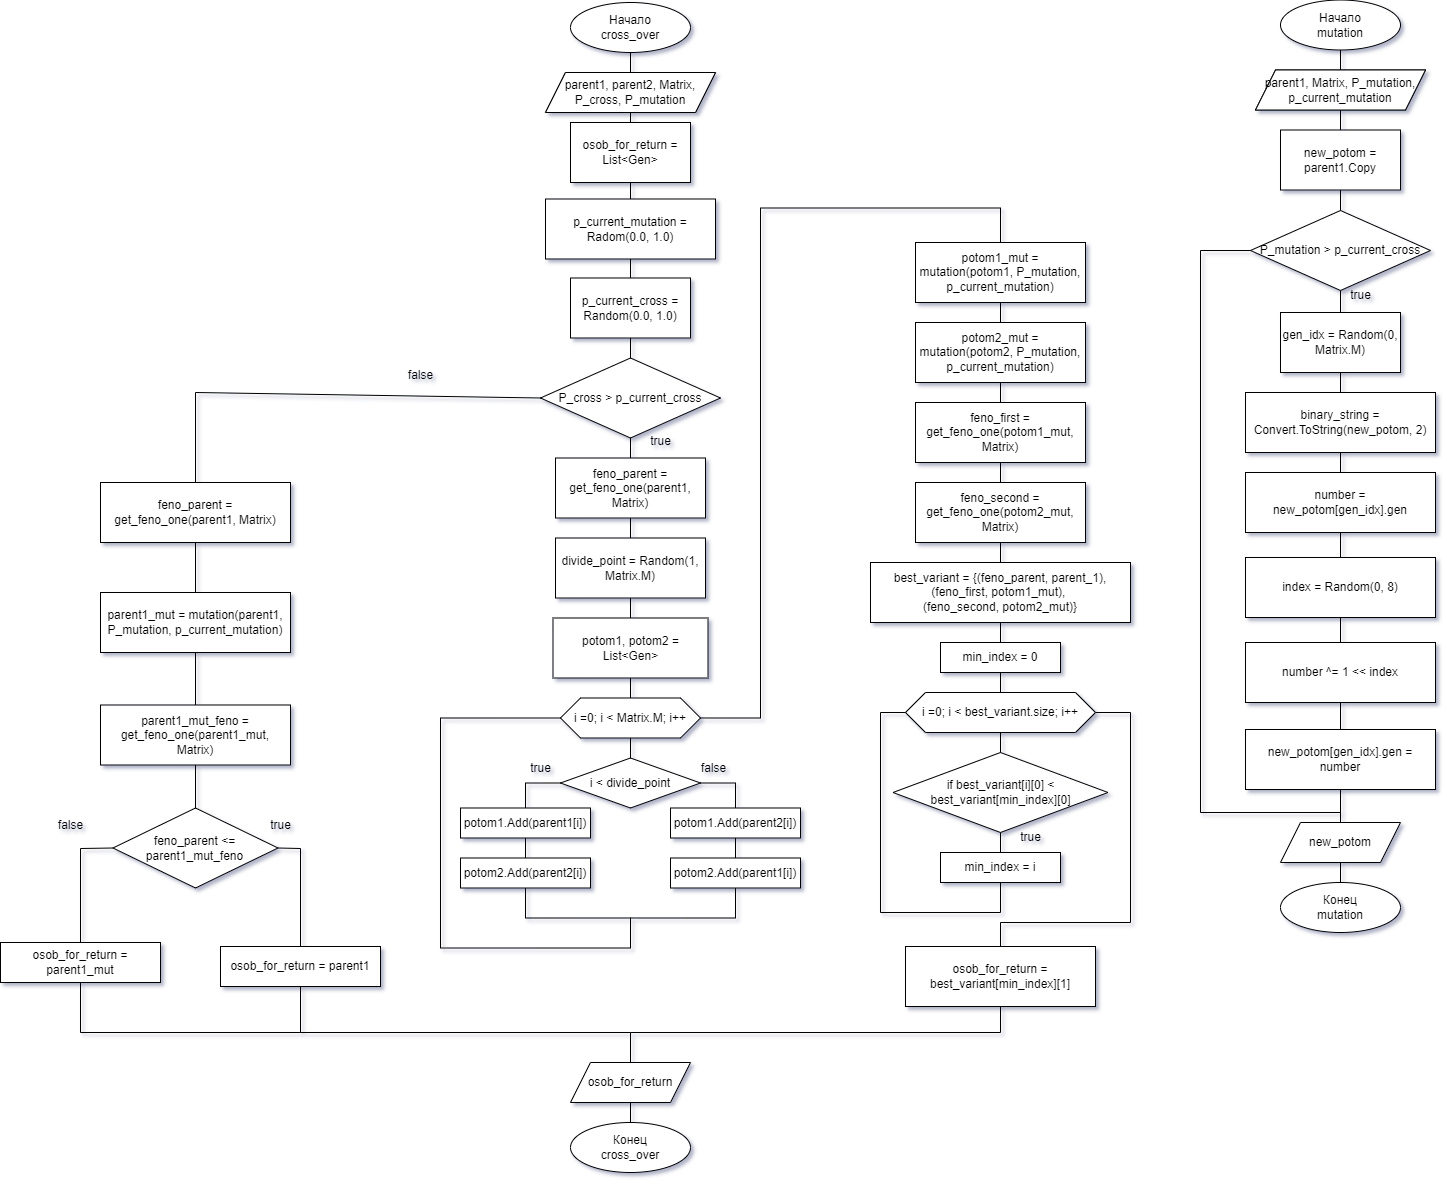 Начало
cross_over
parent1, parent2, Matrix,
P_cross, P_mutation
osob_for_return =
List<Gen>
p_current_mutation =
Radom(0.0, 1.0)
p_current_cross =
Random(0.0, 1.0)
P_cross > p_current_cross
false
true
feno_parent =
get_feno_one(parent1, Matrix)
parent1_mut = mutation(parent1,
P_mutation, p_current_mutation)
parent1_mut_feno =
get_feno_one(parent1_mut,
Matrix)
feno_parent <=
parent1_mut_feno
false
true
osob_for_return =
parent1_mut
osob_for_return = parent1
feno_parent =
get_feno_one(parent1,
Matrix)
divide_point = Random(1,
Matrix.M)
potom1, potom2 =
List<Gen>
i =0; i < Matrix.M; i++
i < divide_point
true
false
potom1.Add(parent1[i])
potom2.Add(parent2[i])
potom1.Add(parent2[i])
potom2.Add(parent1[i])
potom1_mut =
mutation(potom1, P_mutation,
p_current_mutation)
potom2_mut =
mutation(potom2, P_mutation,
p_current_mutation)
feno_first =
get_feno_one(potom1_mut,
Matrix)
feno_second =
get_feno_one(potom2_mut,
Matrix)
best_variant = {(feno_parent, parent_1),
(feno_first, potom1_mut),
(feno_second, potom2_mut)}
min_index = 0
i =0; i < best_variant.size; i++
if best_variant[i][0] <
best_variant[min_index][0]
true
min_index = i
osob_for_return =
best_variant[min_index][1]
osob_for_return
Конец
cross_over
Начало
mutation
parent1, Matrix, P_mutation,
p_current_mutation
new_potom =
parent1.Copy
P_mutation > p_current_cross
true
gen_idx = Random(0,
Matrix.M)
binary_string =
Convert.ToString(new_potom, 2)
number =
new_potom[gen_idx].gen
index = Random(0, 8)
number ^= 1 << index
new_potom[gen_idx].gen =
number
new_potom
Конец
mutation